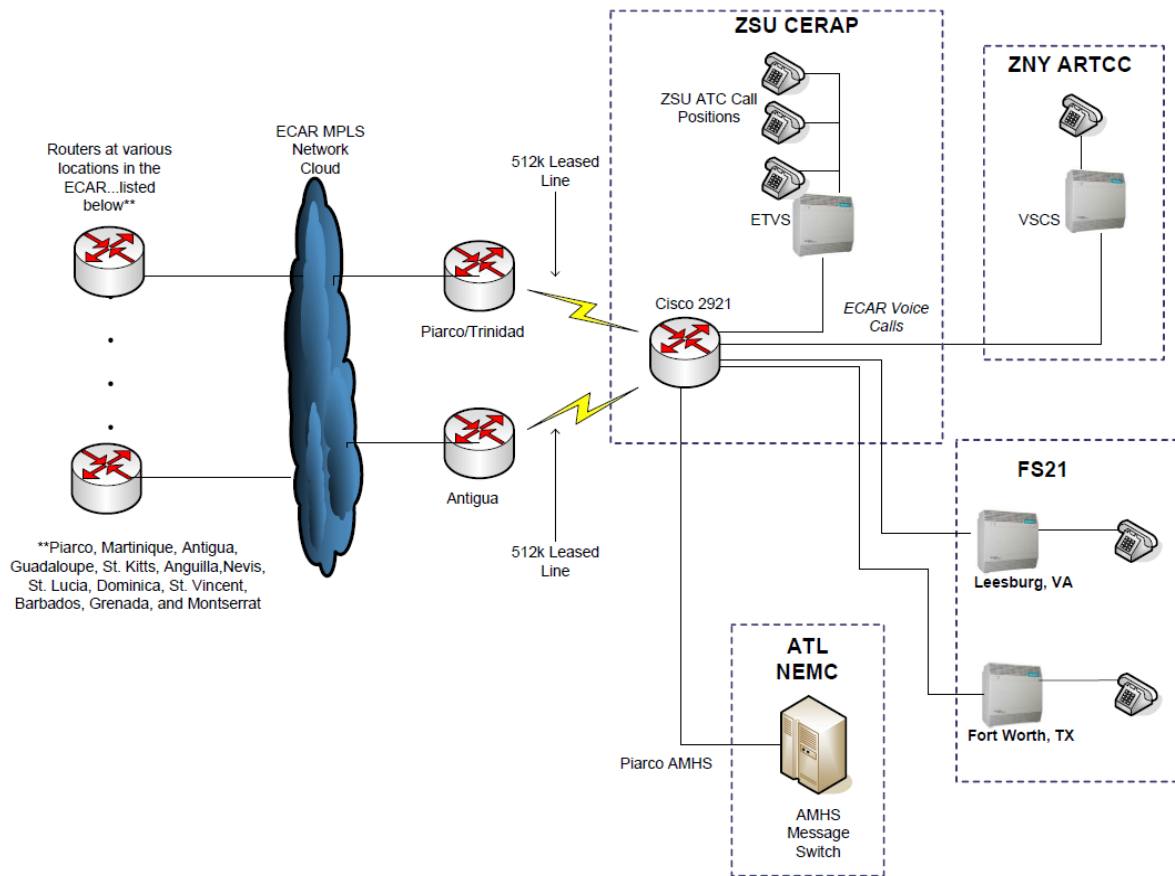 ZSU CERAP
ZSU ATC Call
Positions
ETVS
Cisco 2921
ZNY ARTCC
VSCS
ECAR Voice
Calls
ECAR MPLS
Network
Cloud
Routers at various
locations in the
ECAR...listed
below**
512k Leased
Line
Piarco/Trinidad
Antigua
512k Leased
Line
**Piarco, Martinique, Antigua,
Guadaloupe, St. Kitts, Anguilla,Nevis,
St. Lucia, Dominica, St. Vincent,
Barbados, Grenada, and Montserrat
FS21
Leesburg, VA
Fort Worth, TX
ATL
NEMC
Piarco AMHS
AMHS
Message
Switch